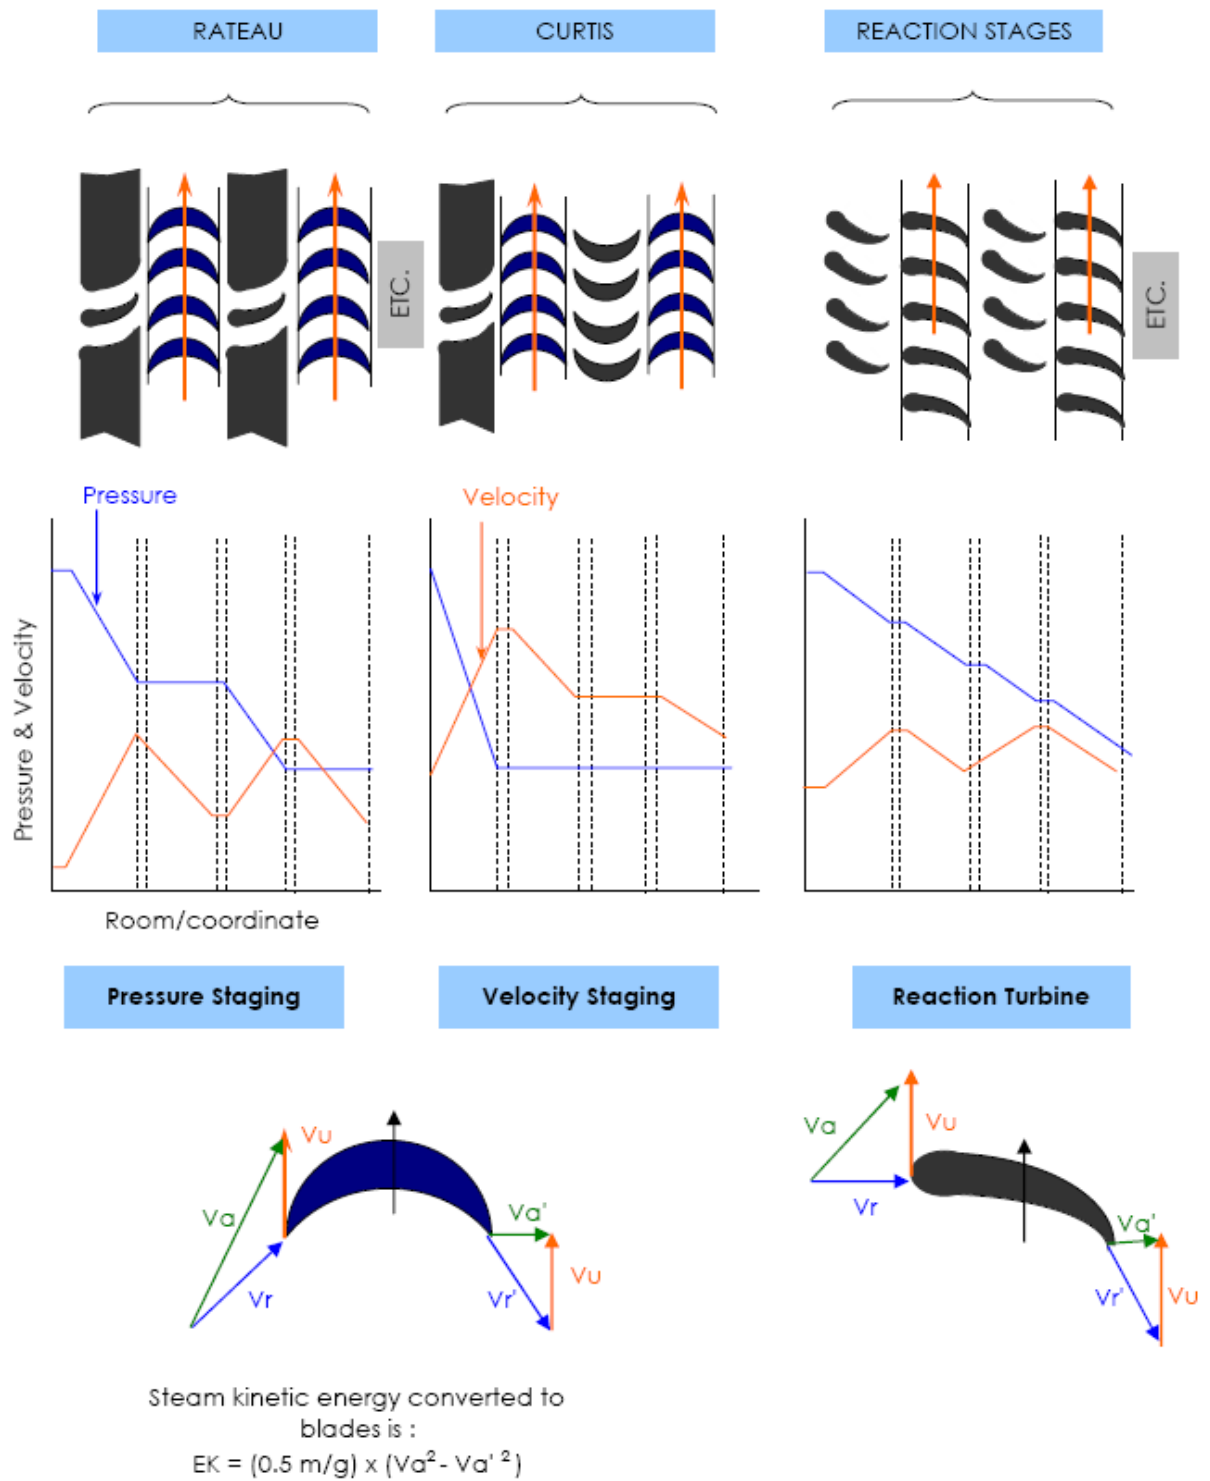 RATEAU
CURTIS
REACTION STAGES
ETC.
ETC.
Pressure
Velocity
Pressure & Velocity
Room/coordinate
Pressure Staging
Velocity Staging
Reaction Turbine
Va
Vu
Vr
Va'
Vr'
Vu
Va
Vu
Vr
Va'
Vr'
Vu
Steam kinetic energy converted to
blades is :
EK = (0.5 m/g) x (Va² - Va' ²)